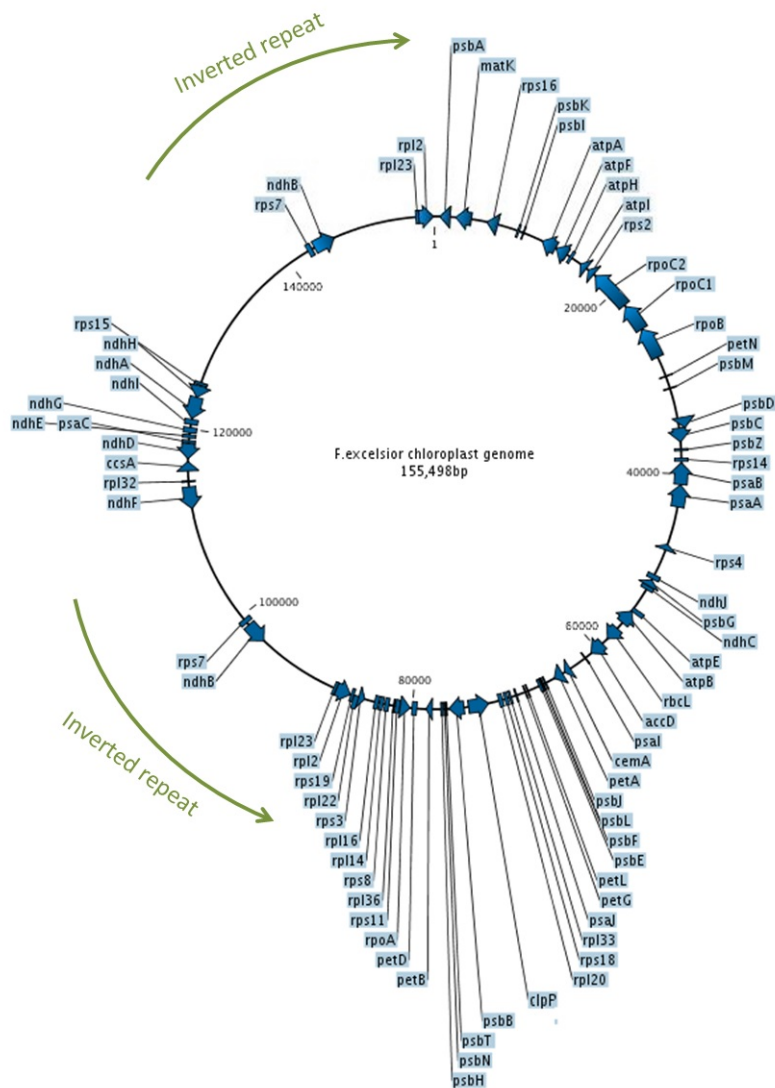 Inverted repeat
psbA
matK
rps16
psbK
psbI
atpA
atpF
atpH
atpI
rps2
rpoC2
rpoC1
rpoB
petN
psbM
psbD
psbC
psbZ
rps14
psaB
psaA
rps4
ndhJ
psbG
ndhC
atpE
atpB
rbcL
accD
psaI
cemA
petA
psbJ
psbL
psbF
psbE
petL
petG
psaJ
rpl33
rps18
rpl20
clpP
psbB
psbT
psbN
psbH
petB
petD
rpoA
rps11
rpl36
rps8
rpl14
rpl16
rps3
rpl22
rps19
rpl2
rpl23
ndhB
rps7
ndhF
rpl32
ccsA
ndhD
ndhE psaC
ndhG
ndhI
ndhA
ndhH
rps15
rps7
ndhB
rpl23
rpl2
1
20000
40000
60000
80000
100000
120000
140000
F.excelsior chloroplast genome
155,498bp
Inverted repeat